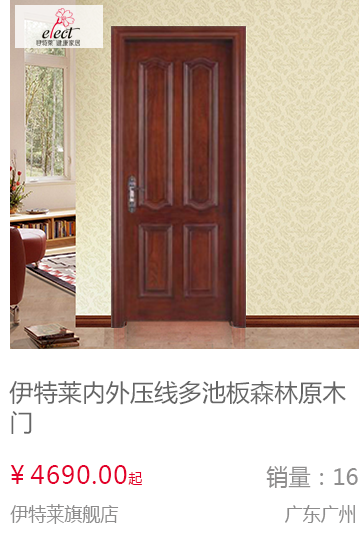 elect
伊特莱 健康家居
伊特莱内外压线多池板森林原木
门
¥ 4690.00起
销量：16
伊特莱旗舰店
广东广州